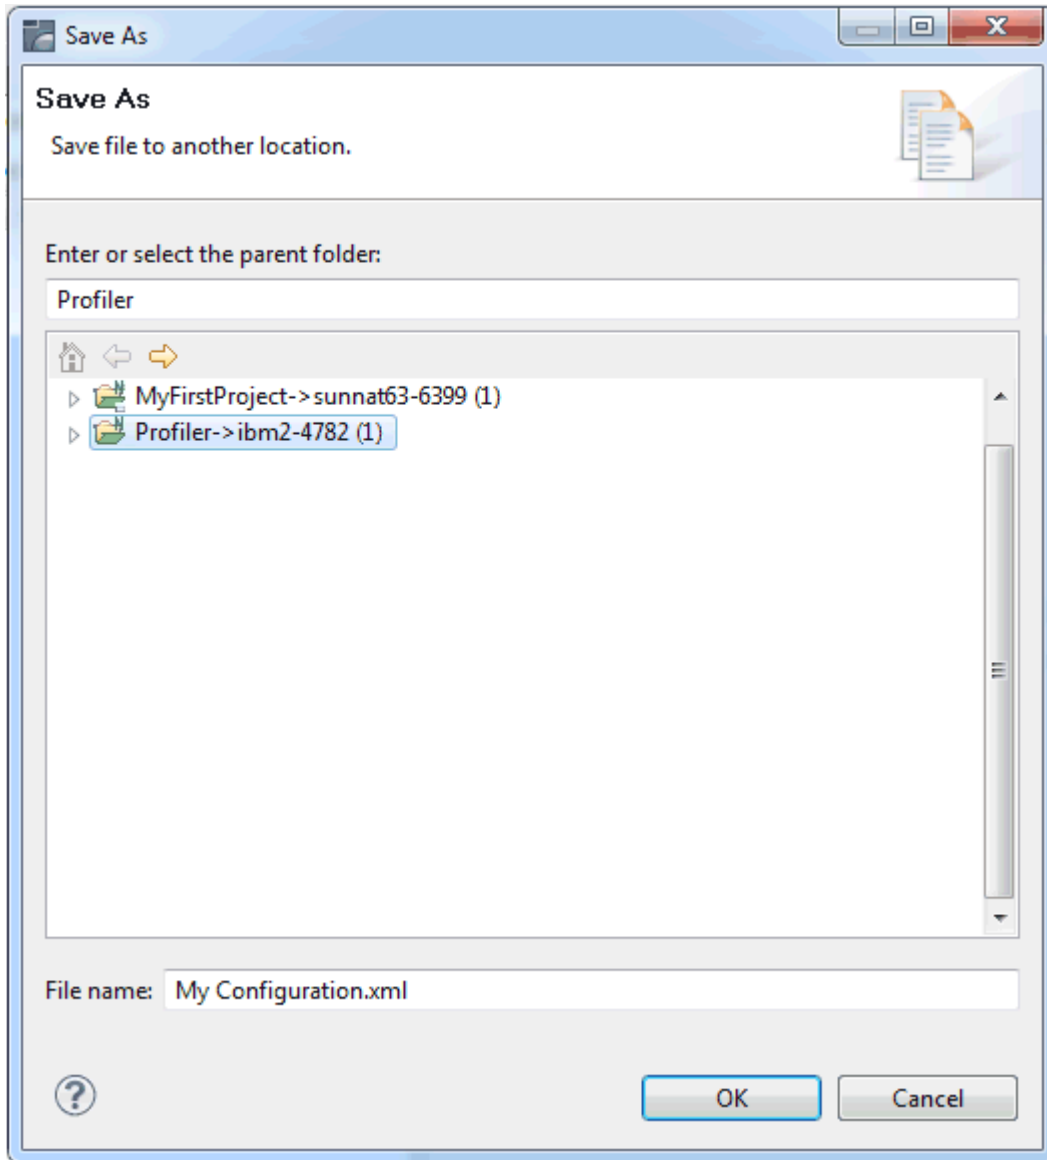 Save As
Save As
Save file to another location.
Enter or select the parent folder:
Profiler
MyFirstProject->sunnat63-6399 (1)
Profiler->ibm2-4782 (1)
File name: My Configuration.xml
OK Cancel